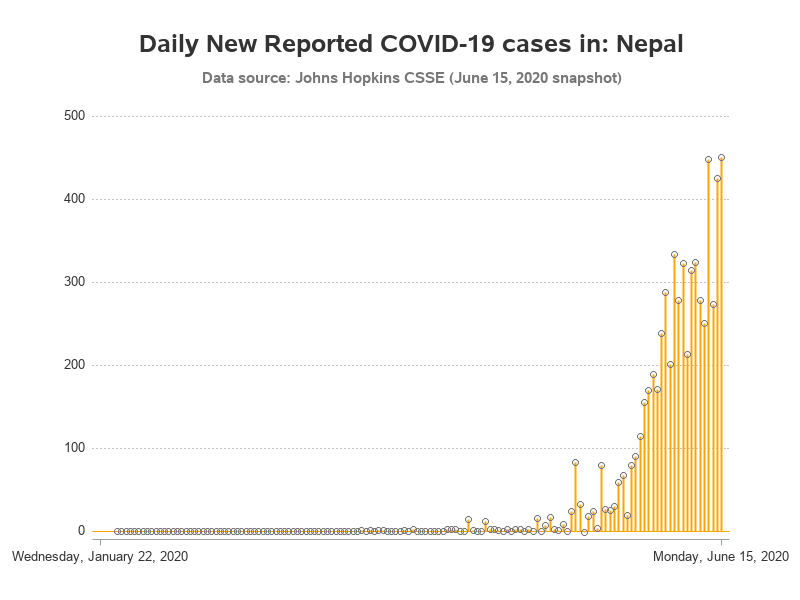 Daily New Reported COVID-19 cases in: Nepal
Data source: Johns Hopkins CSSE (June 15, 2020 snapshot)
500
400
300
200
100
0
Wednesday, January 22, 2020 Monday, June 15, 2020